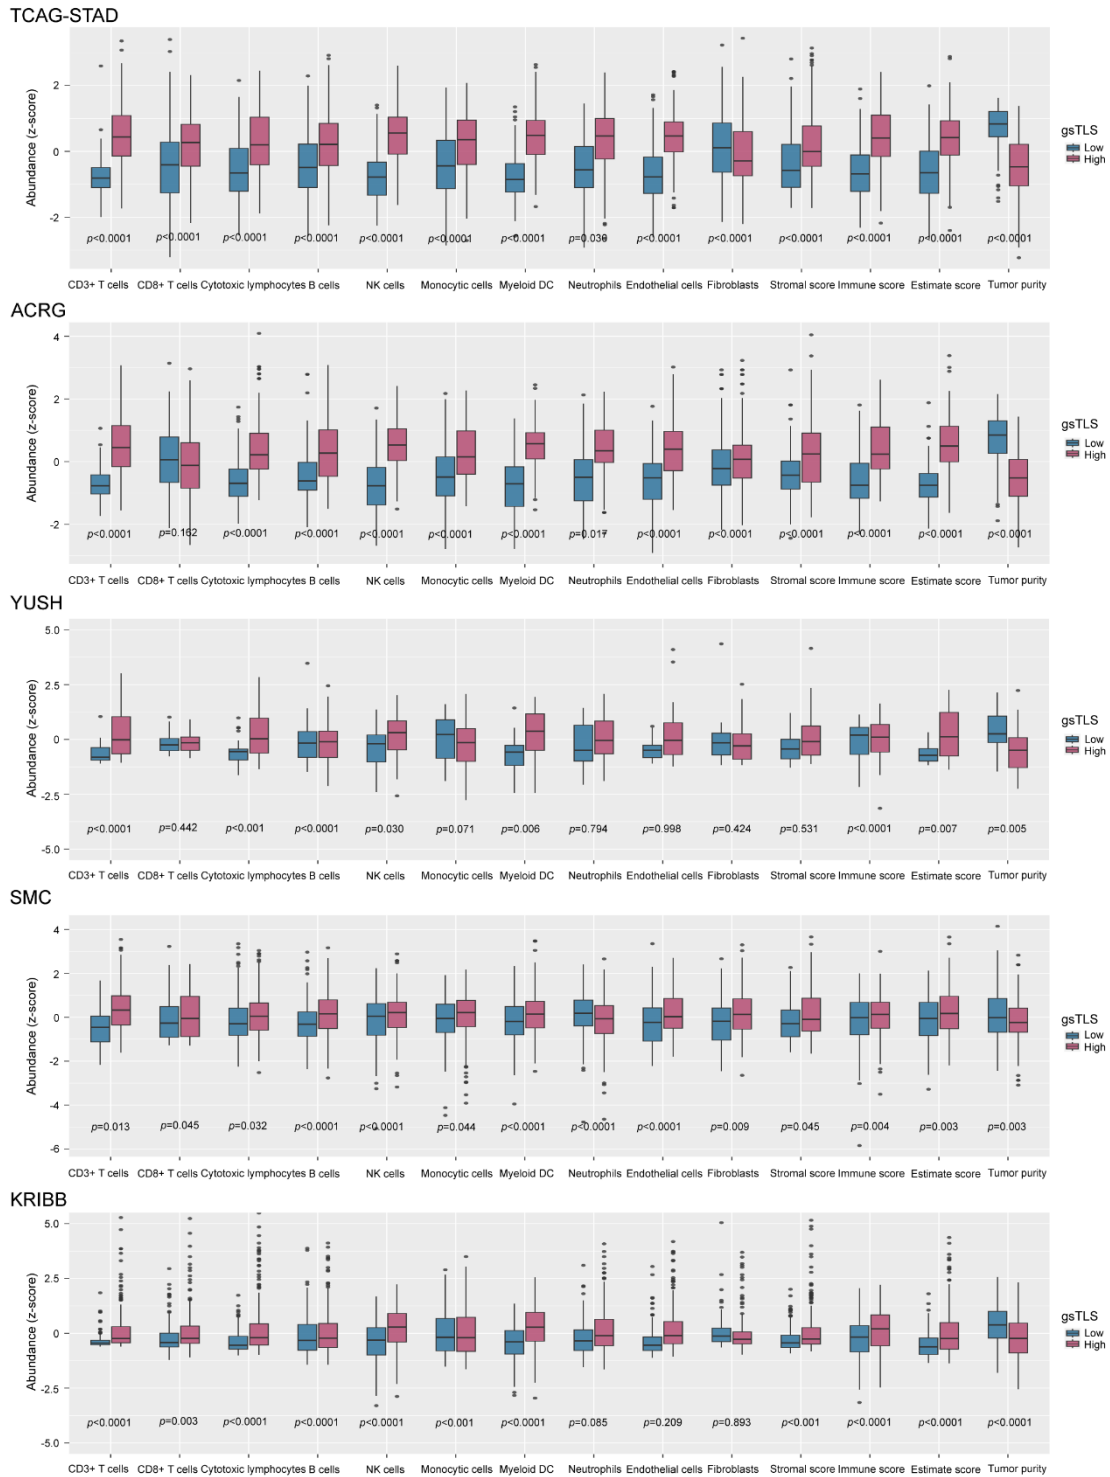 TCAG-STAD
Abundance (z-score)
2
0
-2
p<0.0001 p<0.0001 p<0.0001 p<0.0001 p<0.0001 p<0.0001 p<0.0001 p=0.036 p<0.0001 p<0.0001 p<0.0001 p<0.0001 p<0.0001 p<0.0001
CD3+ T cells CD8+ T cells Cytotoxic lymphocytes B cells NK cells Monocytic cells Myeloid DC Neutrophils Endothelial cells Fibroblasts Stromal score Immune score Estimate score Tumor purity
gsTLS
Low
High
ACRG
Abundance (z-score)
4
2
0
-2
p<0.0001 p=0.162 p<0.0001 p<0.0001 p<0.0001 p<0.0001 p<0.0001 p=0.017 p<0.0001 p<0.0001 p<0.0001 p<0.0001 p<0.0001 p<0.0001
CD3+ T cells CD8+ T cells Cytotoxic lymphocytes B cells NK cells Monocytic cells Myeloid DC Neutrophils Endothelial cells Fibroblasts Stromal score Immune score Estimate score Tumor purity
gsTLS
Low
High
YUSH
Abundance (z-score)
5.0
2.5
0
-2.5
-5.0
p<0.0001 p=0.442 p<0.001 p<0.0001 p=0.030 p=0.071 p=0.006 p=0.794 p=0.998 p=0.424 p=0.531 p<0.0001 p=0.007 p=0.005
CD3+ T cells CD8+ T cells Cytotoxic lymphocytes B cells NK cells Monocytic cells Myeloid DC Neutrophils Endothelial cells Fibroblasts Stromal score Immune score Estimate score Tumor purity
gsTLS
Low
High
SMC
Abundance (z-score)
4
2
0
-2
-4
-6
p=0.013 p=0.045 p=0.032 p<0.0001 p<0.0001 p=0.044 p<0.0001 p<0.0001 p<0.0001 p=0.009 p=0.045 p=0.004 p=0.003 p=0.003
CD3+ T cells CD8+ T cells Cytotoxic lymphocytes B cells NK cells Monocytic cells Myeloid DC Neutrophils Endothelial cells Fibroblasts Stromal score Immune score Estimate score Tumor purity
gsTLS
Low
High
KRIBB
Abundance (z-score)
5.0
2.5
0
-2.5
-5.0
p<0.0001 p=0.003 p<0.0001 p<0.0001 p<0.0001 p<0.001 p<0.0001 p=0.085 p=0.209 p=0.893 p<0.001 p<0.0001 p<0.0001 p<0.0001
CD3+ T cells CD8+ T cells Cytotoxic lymphocytes B cells NK cells Monocytic cells Myeloid DC Neutrophils Endothelial cells Fibroblasts Stromal score Immune score Estimate score Tumor purity
gsTLS
Low
High